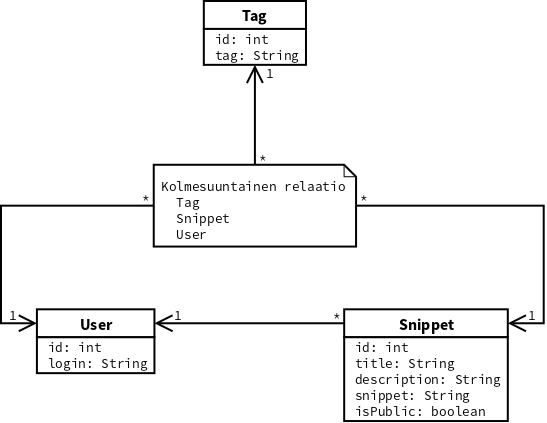 Tag
id: int
tag: String
1
*
Kolmesuuntainen relaatio
Tag
Snippet
User
*
*
1
User
id: int
login: String
1
*
1
Snippet
id: int
title: String
description: String
snippet: String
isPublic: boolean